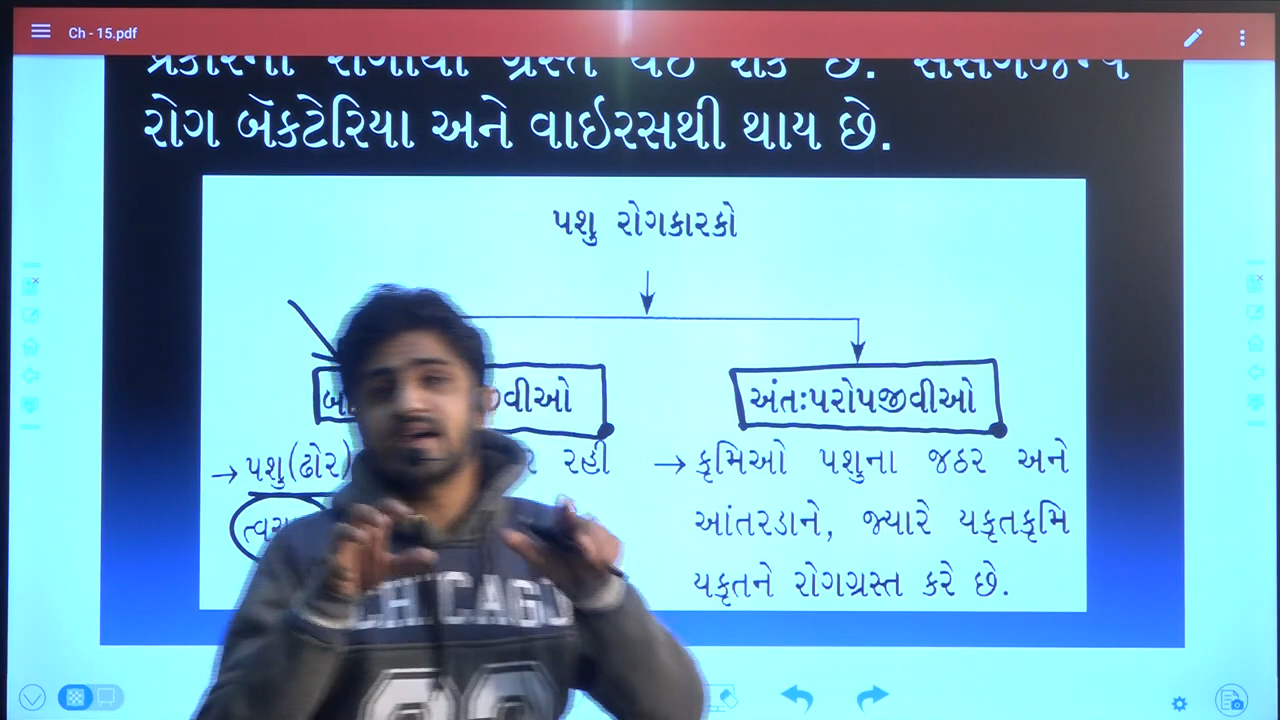 Ch - 15.pdf
રોગ બૅક્ટેરિયા અને વાઇરસથી થાય છે.
પશુ રોગકારકો
અંતઃપરોપજીવીઓ
→ પશુ(ઢોર) રહી
→ કૃમિઓ પશુના જઠર અને
આંતરડાને, જ્યારે યકૃતકૃમિ
યકૃતને રોગગ્રસ્ત કરે છે.
CHICAGO